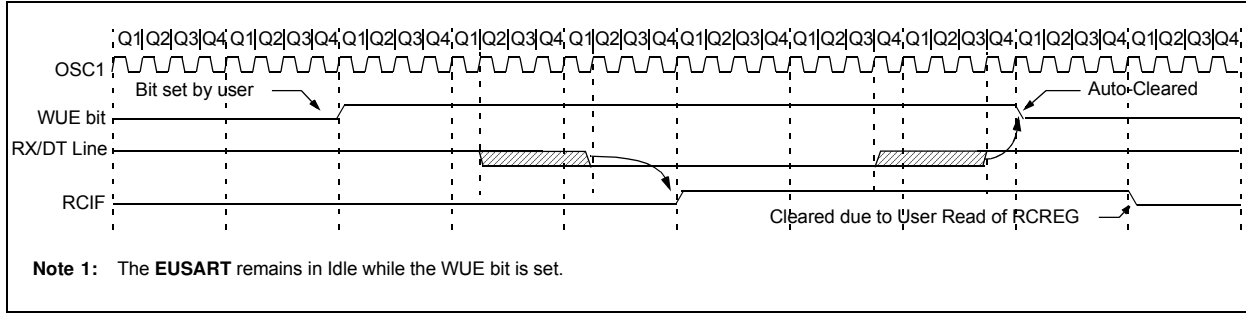 Q1 Q2 Q3 Q4 Q1 Q2 Q3 Q4 Q1 Q2 Q3 Q4 Q1 Q2 Q3 Q4 Q1 Q2 Q3 Q4 Q1 Q2 Q3 Q4 Q1 Q2 Q3 Q4 Q1 Q2 Q3 Q4 Q1 Q2 Q3 Q4 Q1 Q2 Q3 Q4
OSC1
Bit set by user
Auto-Cleared
WUE bit
RX/DT Line
RCIF
Cleared due to User Read of RCREG
Note 1: The EUSART remains in Idle while the WUE bit is set.